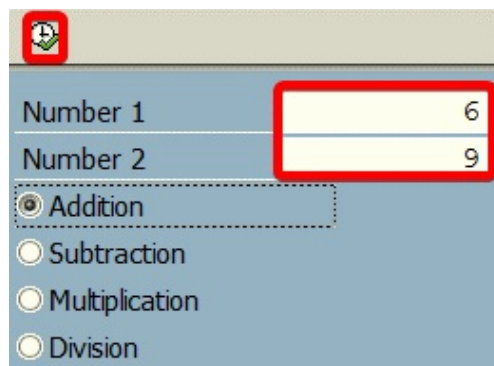 Number 1 6
Number 2 9
Addition
Subtraction
Multiplication
Division